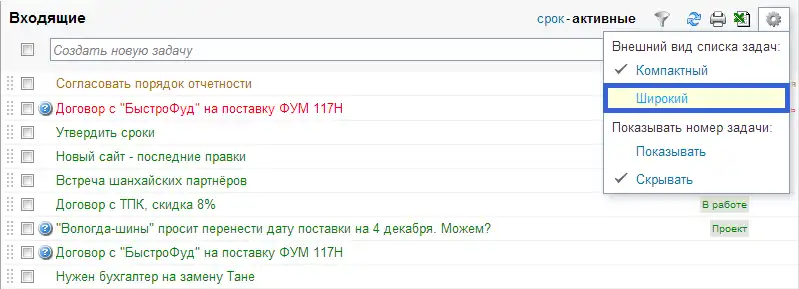 Входящие срок - активные
Создать новую задачу
Внешний вид списка задач:
Компактный
Широкий
Показывать номер задачи:
Показывать
Скрывать
Согласовать порядок отчетности
Договор с "БыстроФуд" на поставку ФУМ 117Н
Утвердить сроки
Новый сайт - последние правки
Встреча шанхайских партнёров
Договор с ТПК, скидка 8% В работе
"Вологда-шины" просит перенести дату поставки на 4 декабря. Можем? Проект
Договор с "БыстроФуд" на поставку ФУМ 117Н
Нужен бухгалтер на замену Тане